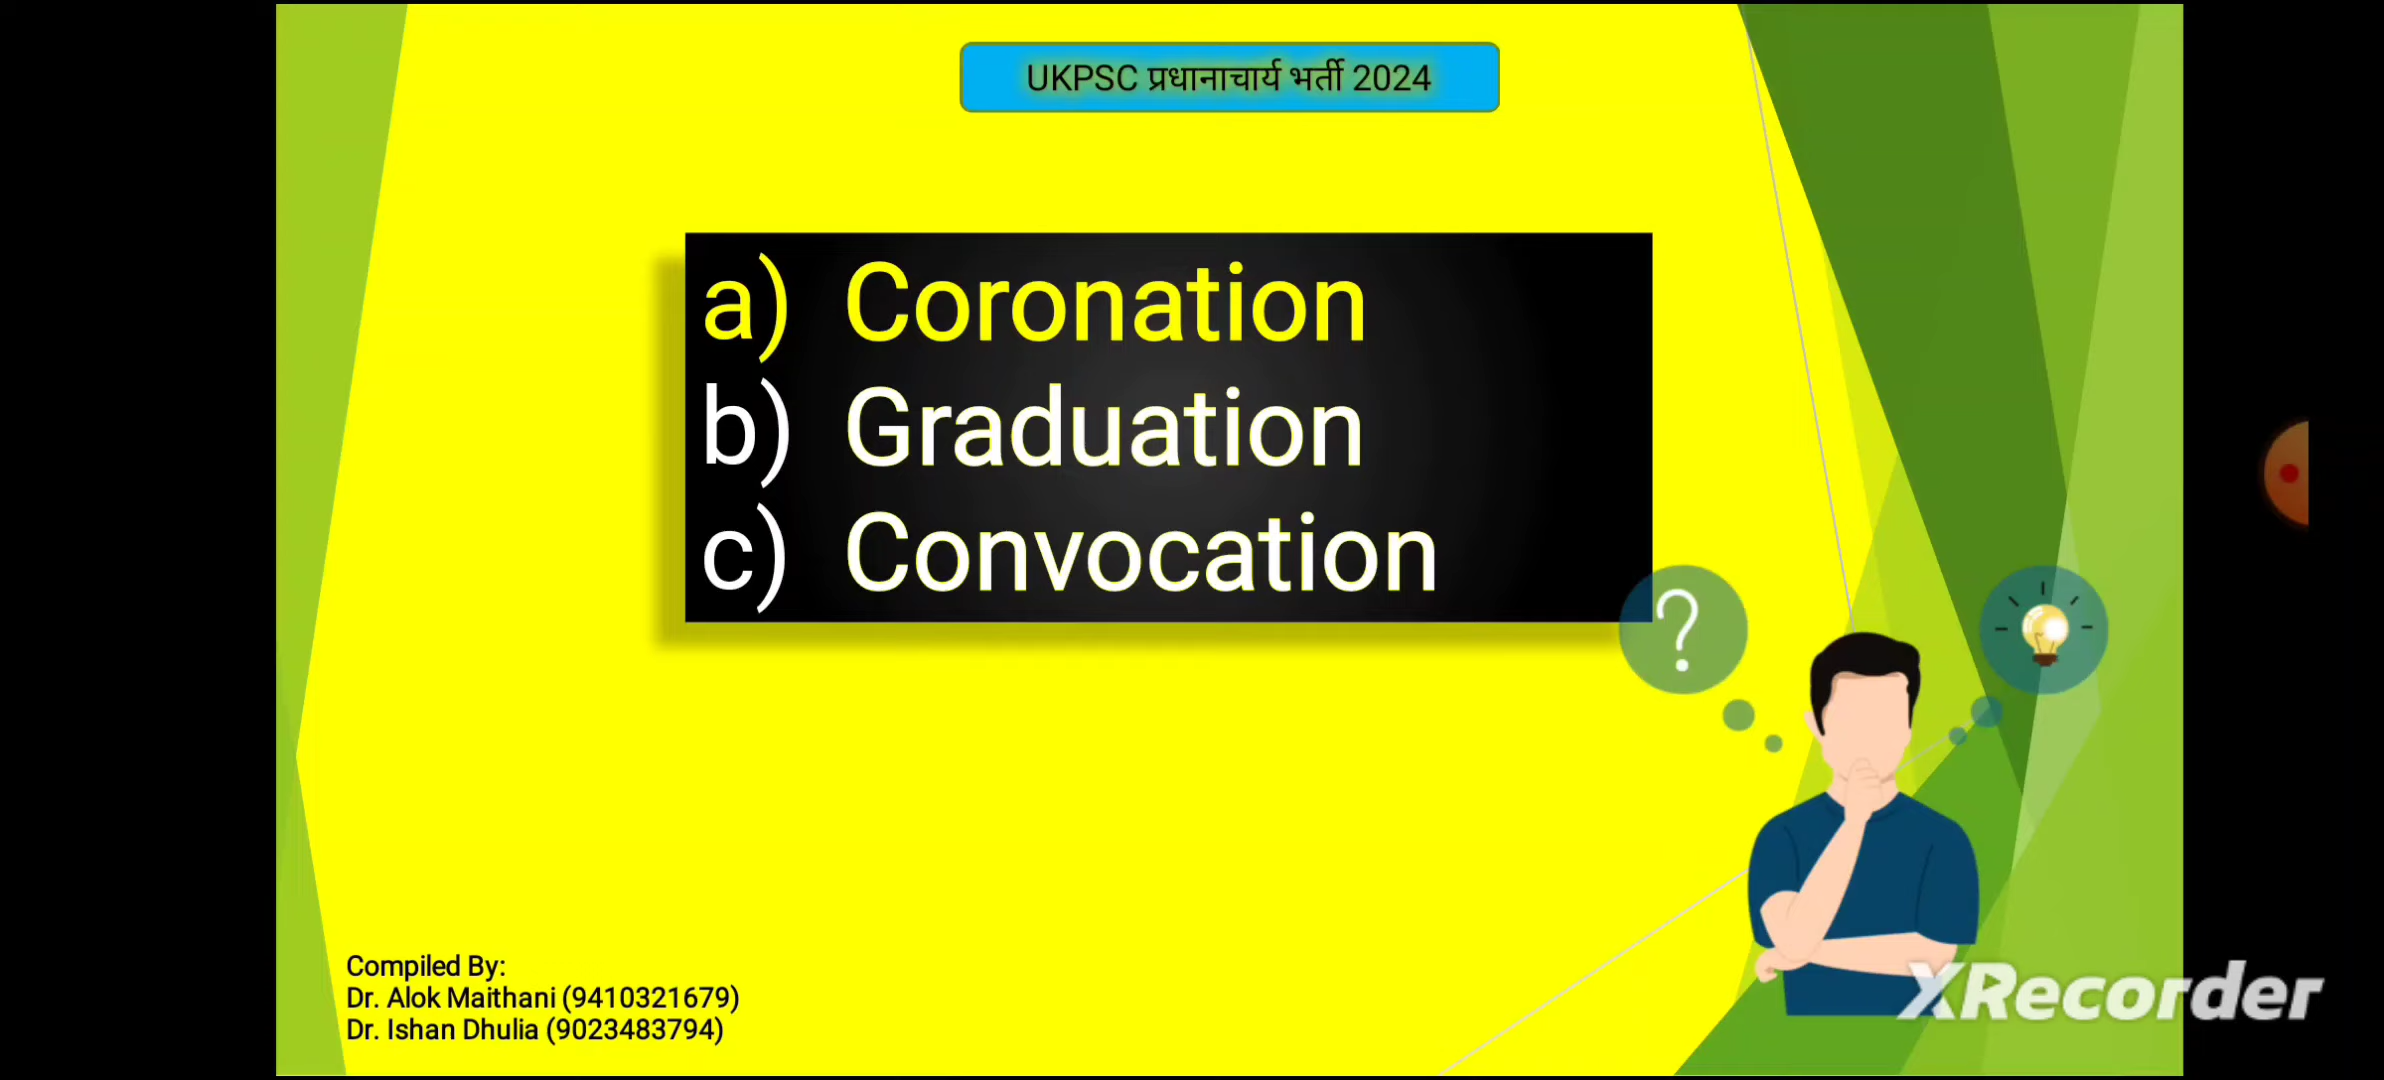 UKPSC प्रधानाचार्य भर्ती 2024
a) Coronation
b) Graduation
c) Convocation
?
Compiled By:
Dr. Alok Maithani (9410321679)
Dr. Ishan Dhulia (9023483794)
XRecorder